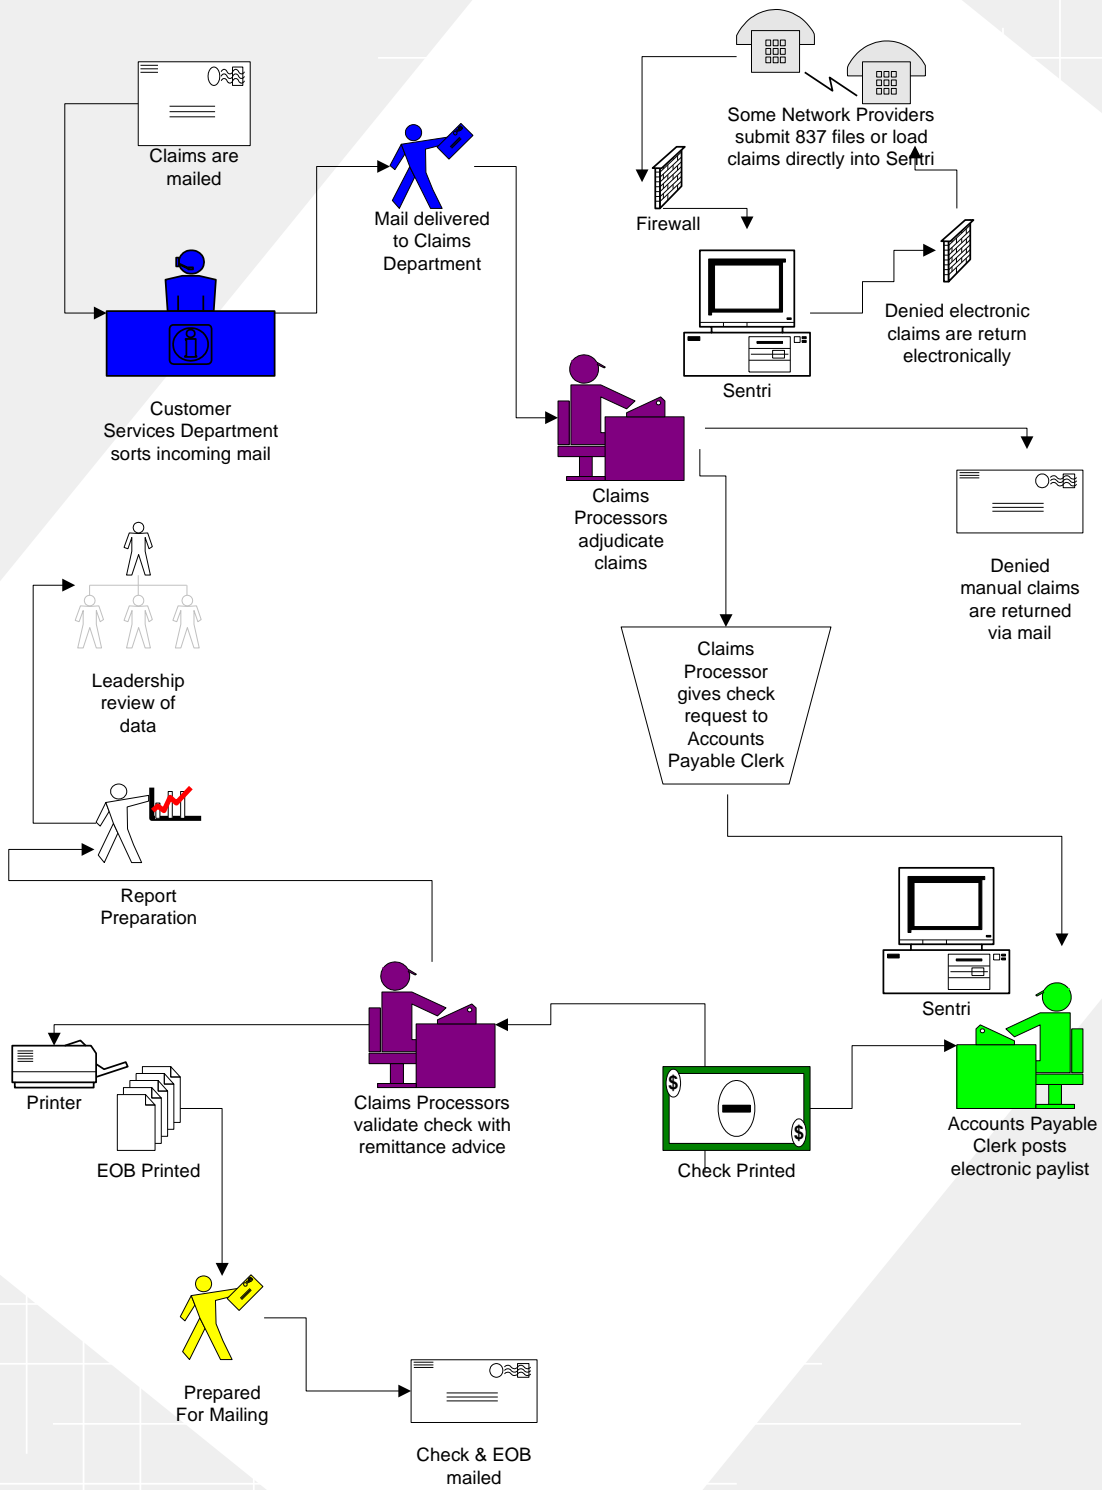 Claims are
mailed
Some Network Providers
submit 837 files or load
claims directly into Sentri
Mail delivered
to Claims
Department
Firewall
Denied electronic
claims are return
electronically
Sentri
Customer
Services Department
sorts incoming mail
Claims
Processors
adjudicate
claims
Denied
manual claims
are returned
via mail
Claims
Processor
gives check
request to
Accounts
Payable Clerk
Leadership
review of
data
Report
Preparation
Sentri
Printer
Claims Processors
validate check with
remittance advice
$
$
Check Printed
Accounts Payable
Clerk posts
electronic paylist
EOB Printed
Prepared
For Mailing
Check & EOB
mailed